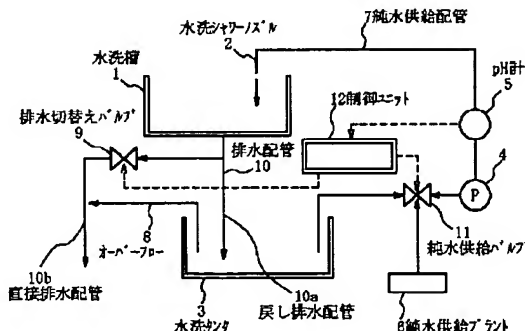 7純水供給配管
水洗シャワーノズル
2
水洗槽
1
pH計
5
12制御ユニット
排水切替えバルブ
9
排水配管
10
4
P
11
純水供給バルブ
8
オーバーフロー
10b
直接排水配管
10a
戻し排水配管
3
水洗タンク
6純水供給プラント